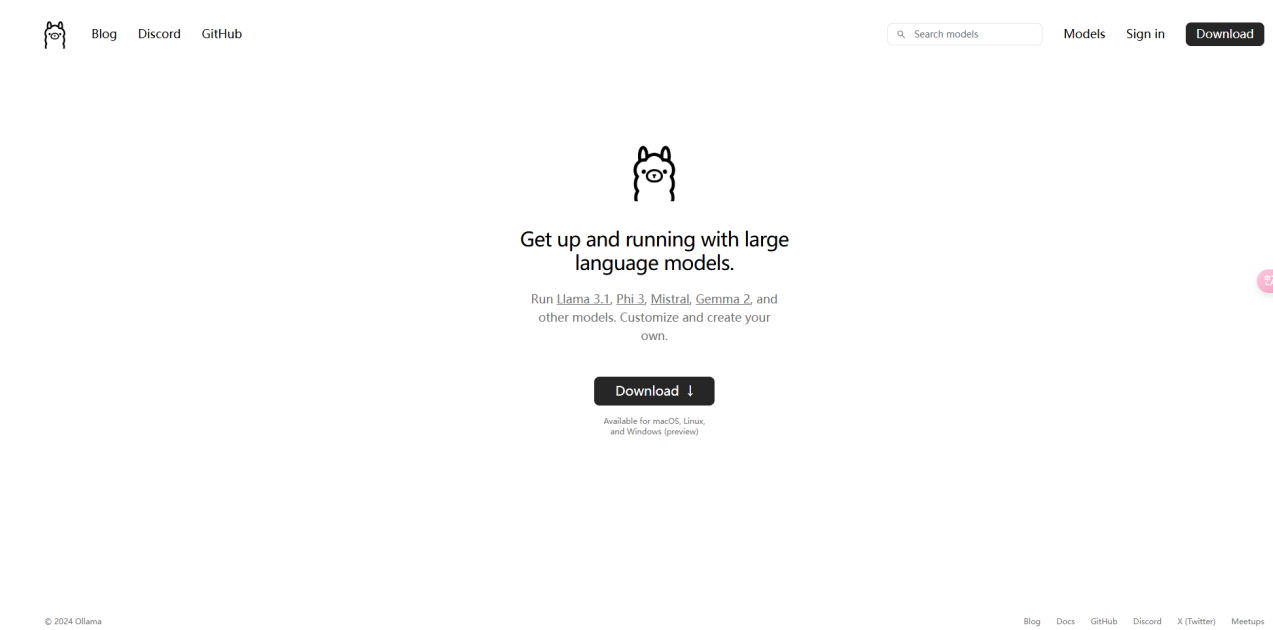 Blog Discord GitHub Search models Models Sign in Download
Get up and running with large
language models.
Run Llama 3.1, Phi 3, Mistral, Gemma 2, and
other models. Customize and create your
own.
Download ↓
Available for macOS, Linux,
and Windows (preview)
© 2024 Ollama Blog Docs GitHub Discord X (Twitter) Meetups